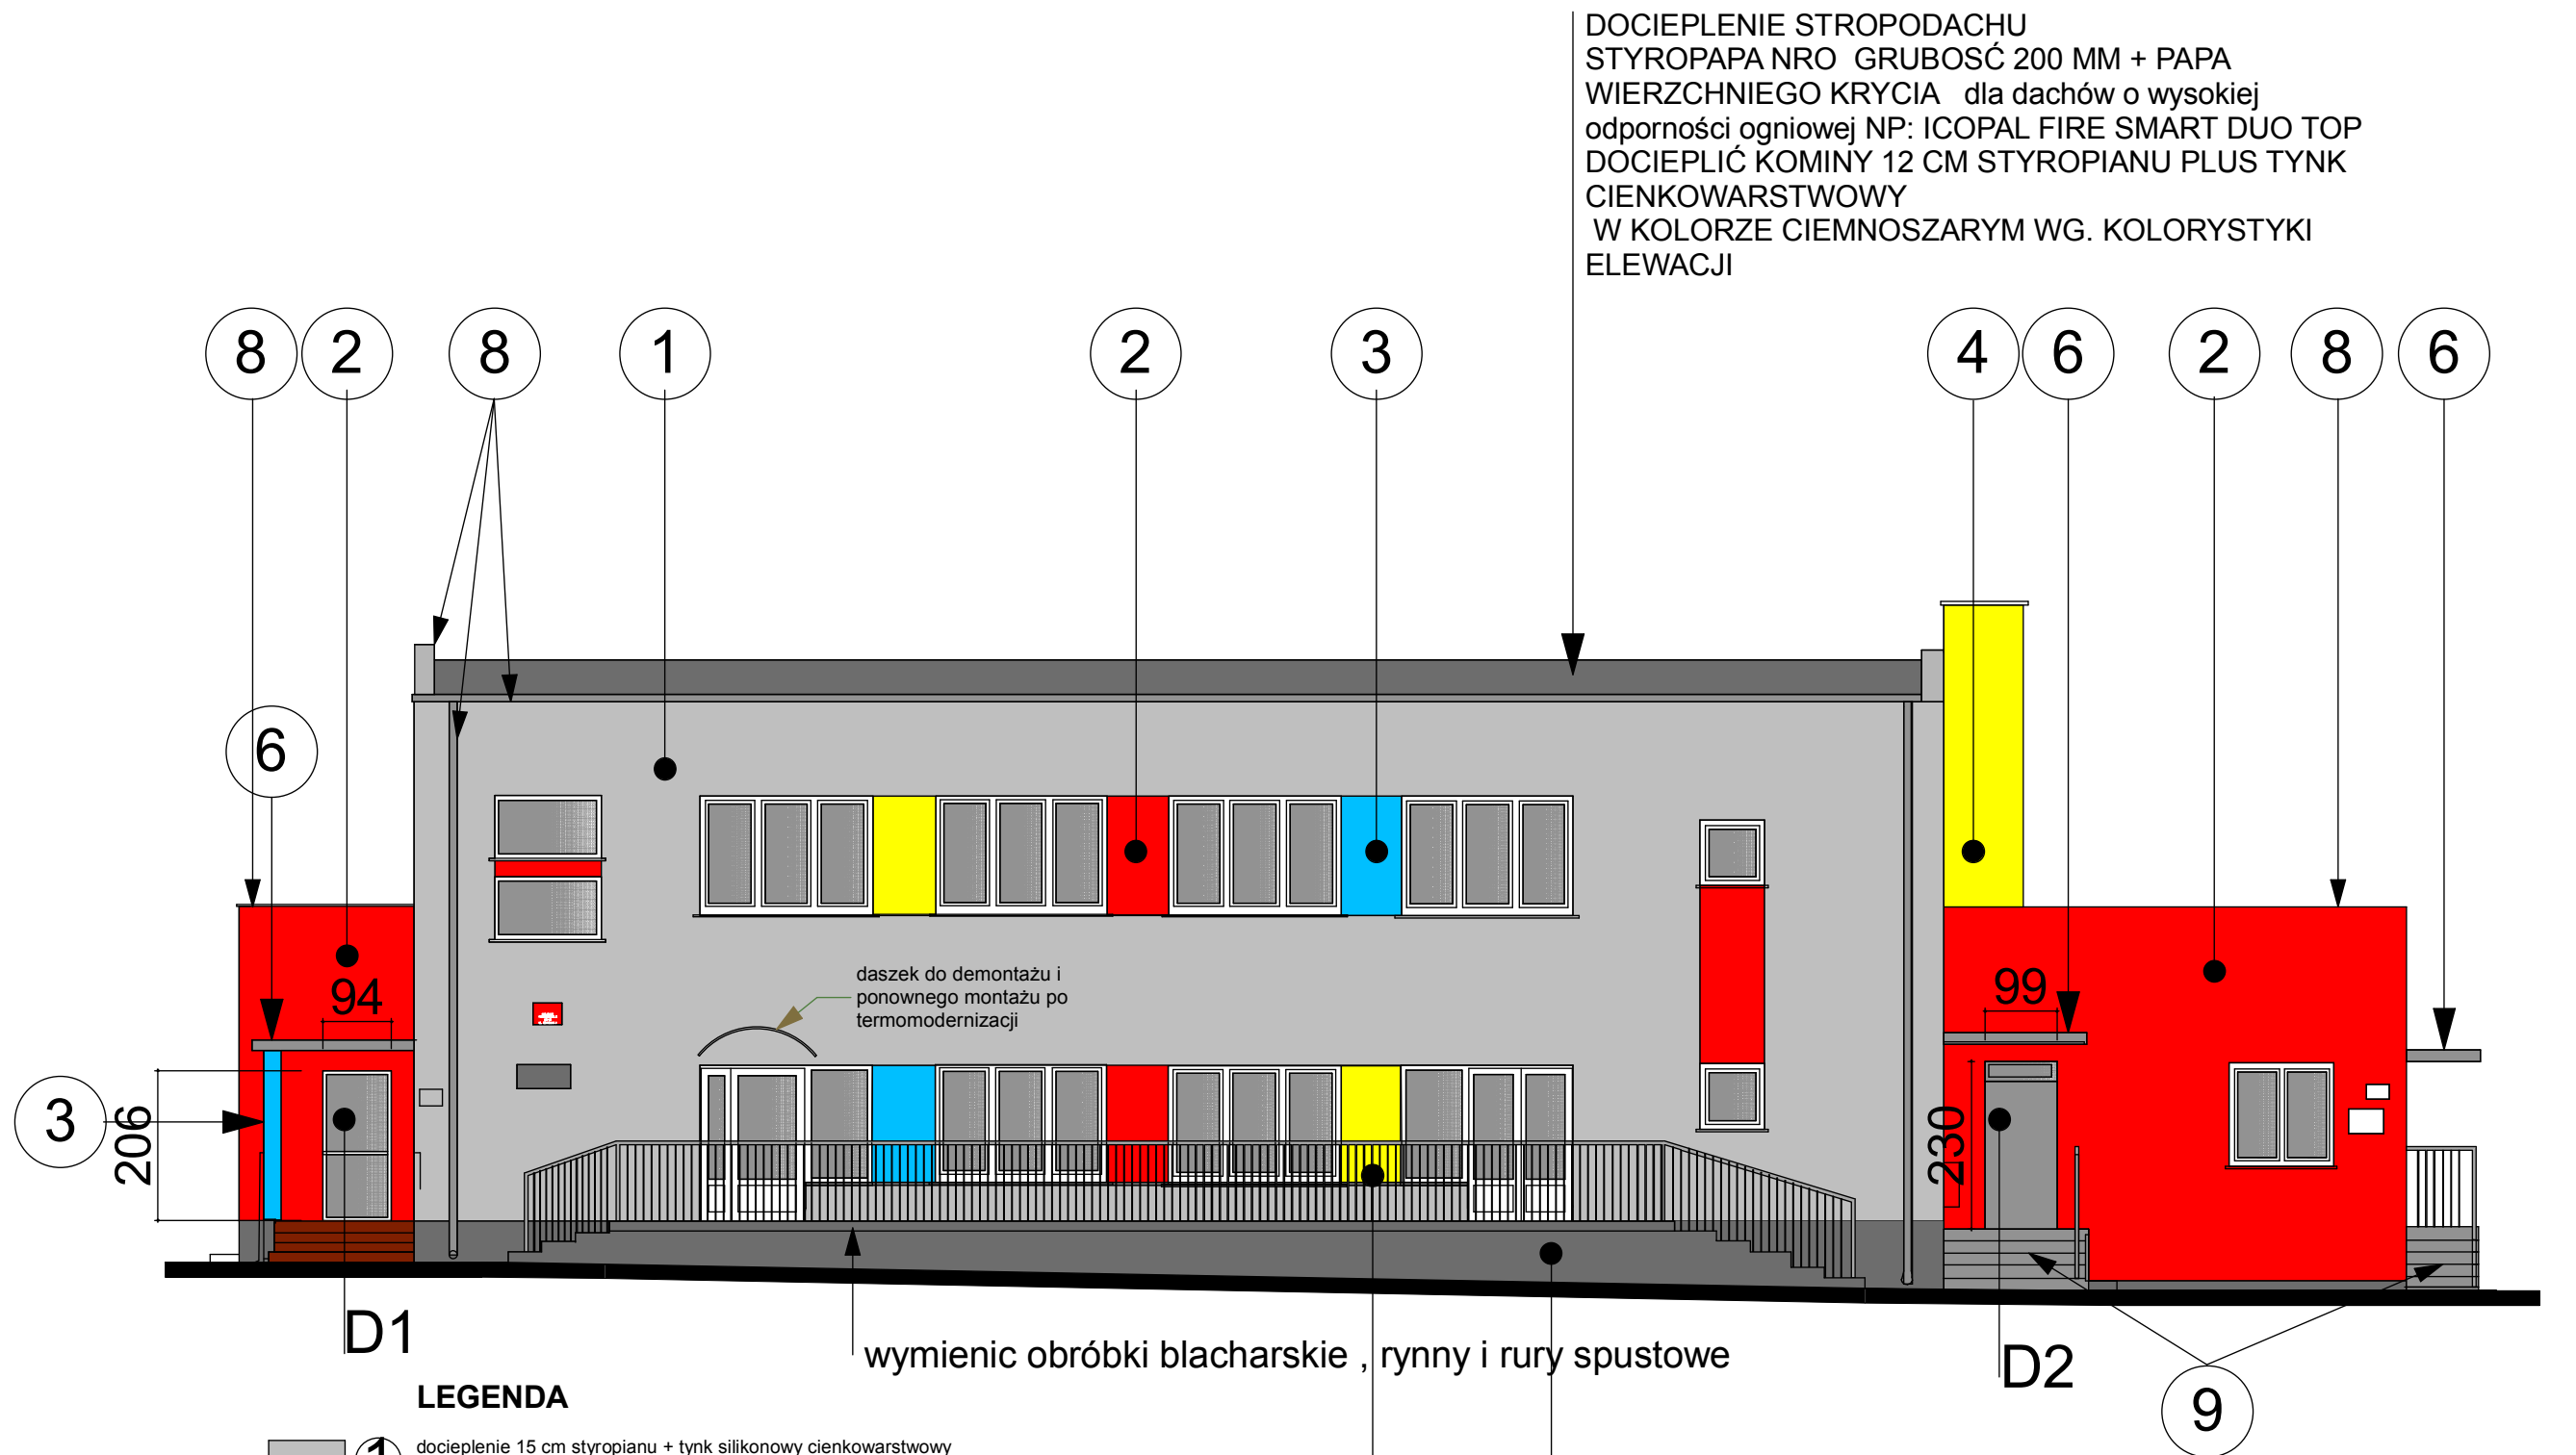 DOCIEPLENIE STROPODACHU
STYROPAPA NRO GRUBOSĆ 200 MM + PAPA
WIERZCHNIEGO KRYCIA dla dachów o wysokiej
odporności ogniowej NP: ICOPAL FIRE SMART DUO TOP
DOCIEPLIĆ KOMINY 12 CM STYROPIANU PLUS TYNK
CIENKOWARSTWOWY
W KOLORZE CIEMNOSZARYM WG. KOLORYSTYKI
ELEWACJI
8 2 8 1 2 3 4 6 2 8 6
6
daszek do demontażu i
ponownego montażu po
termomodernizacji
94
99
3
206
230
D1
wymienic obróbki blacharskie , rynny i rury spustowe
D2
9
LEGENDA
1 docieplenie 15 cm styropianu + tynk silikonowy cienkowarstwowy